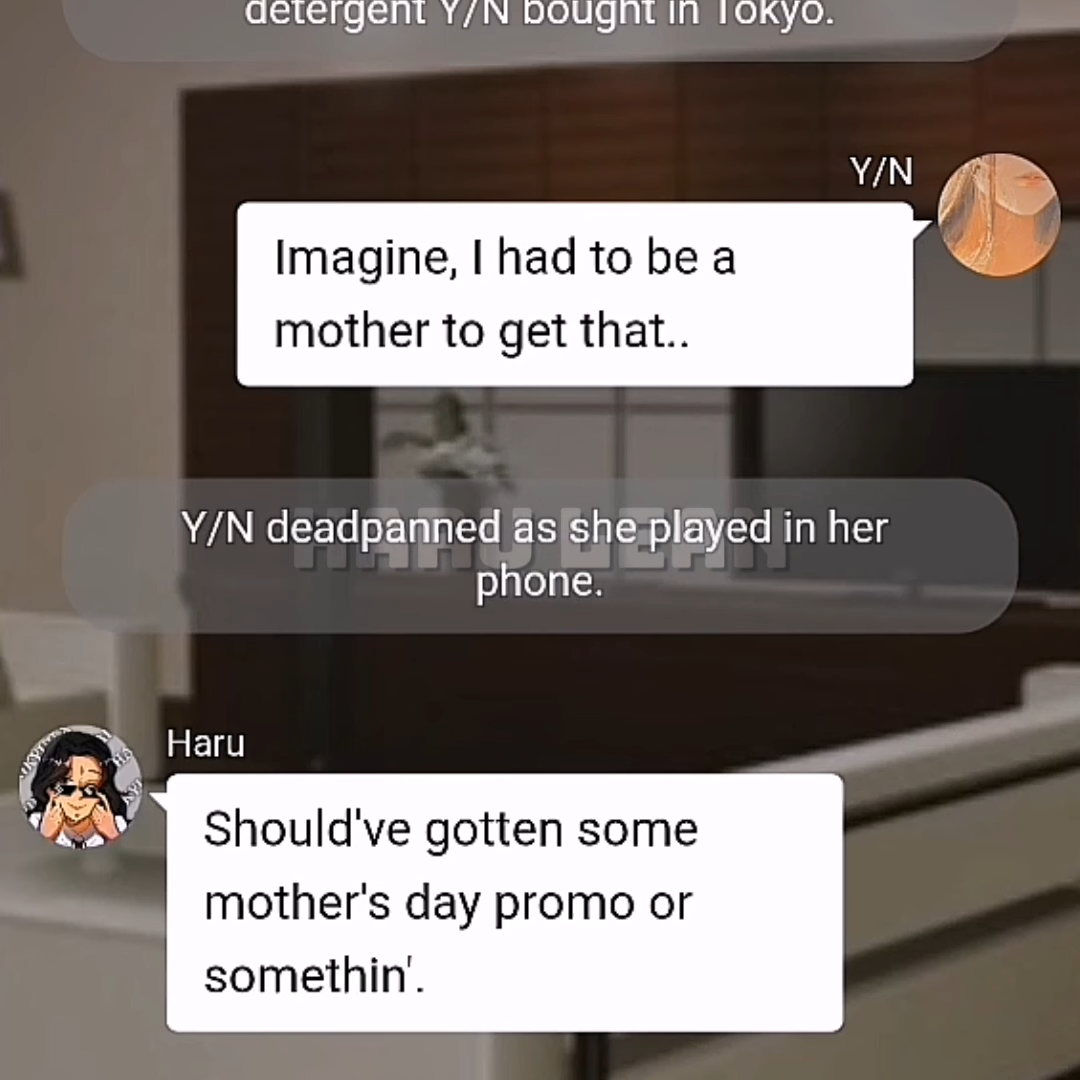 detergent Y/N bought in Tokyo.
Y/N
Imagine, I had to be a
mother to get that..
Y/N deadpanned as she played in her
phone.
HARU
Haru
Should've gotten some
mother's day promo or
somethin'.